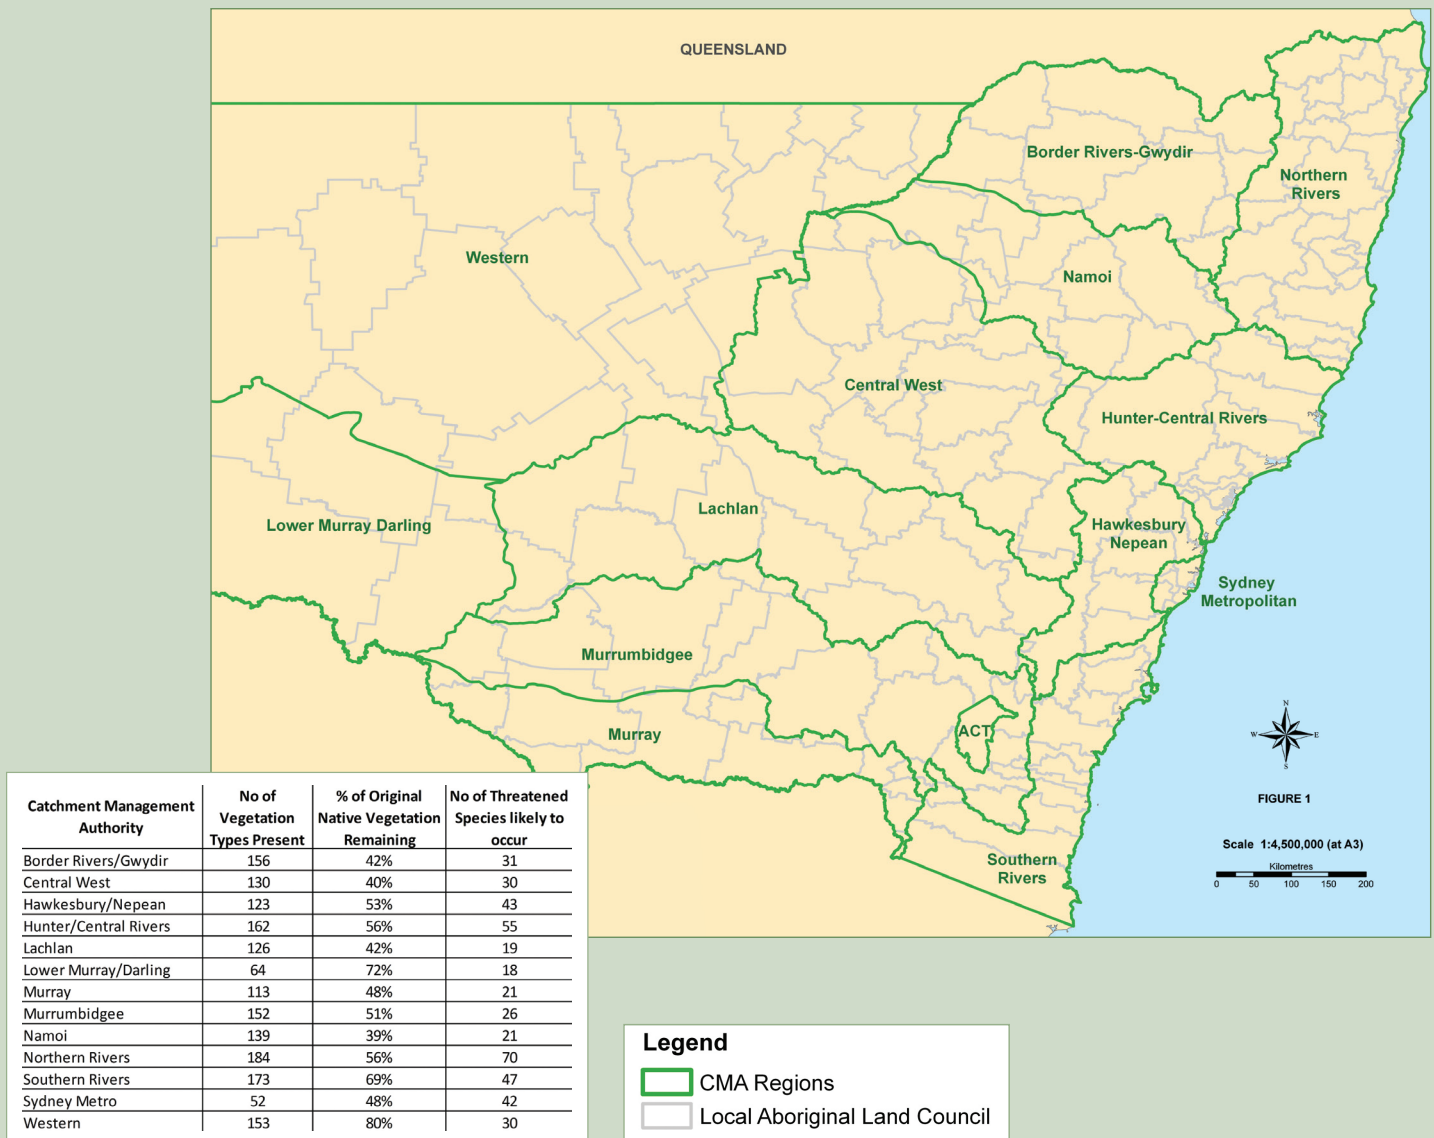 QUEENSLAND
Border Rivers-Gwydir
Northern
Rivers
Western
Namoi
Central West
Hunter-Central Rivers
Lachlan
Lower Murray Darling
Hawkesbury
Nepean
Sydney
Metropolitan
Murrumbidgee
Murray
ACT
Southern
Rivers
N
W E
S
FIGURE 1
Scale 1:4,500,000 (at A3)
Kilometres
0 50 100 150 200
Catchment Management Authority No of Vegetation Types Present % of Original Native Vegetation Remaining No of Threatened Species likely to occur
Border Rivers/Gwydir 156 42% 31
Central West 130 40% 30
Hawkesbury/Nepean 123 53% 43
Hunter/Central Rivers 162 56% 55
Lachlan 126 42% 19
Lower Murray/Darling 64 72% 18
Murray 113 48% 21
Murrumbidgee 152 51% 26
Namoi 139 39% 21
Northern Rivers 184 56% 70
Southern Rivers 173 69% 47
Sydney Metro 52 48% 42
Western 153 80% 30
Legend
CMA Regions
Local Aboriginal Land Council